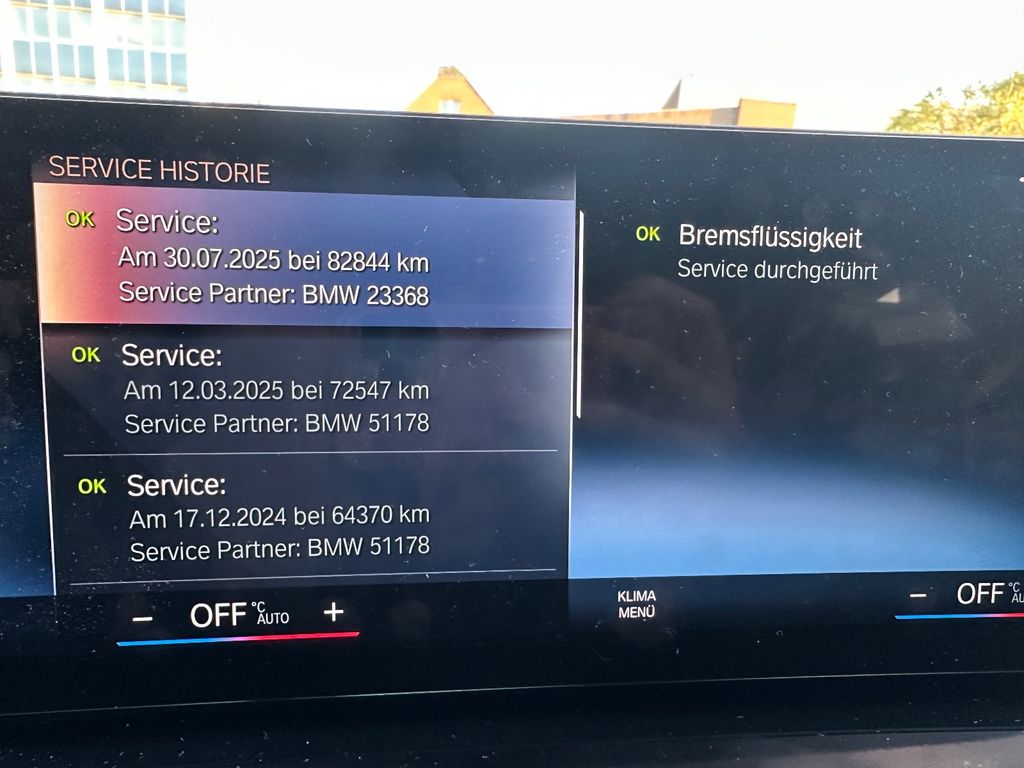 SERVICE HISTORIE
OK Service:
Am 30.07.2025 bei 82844 km
Service Partner: BMW 23368
OK Service:
Am 12.03.2025 bei 72547 km
Service Partner: BMW 51178
OK Service:
Am 17.12.2024 bei 64370 km
Service Partner: BMW 51178
OK Bremsflüssigkeit
Service durchgeführt
− OFF °C AUTO +
KLIMA
MENÜ
− OFF °C